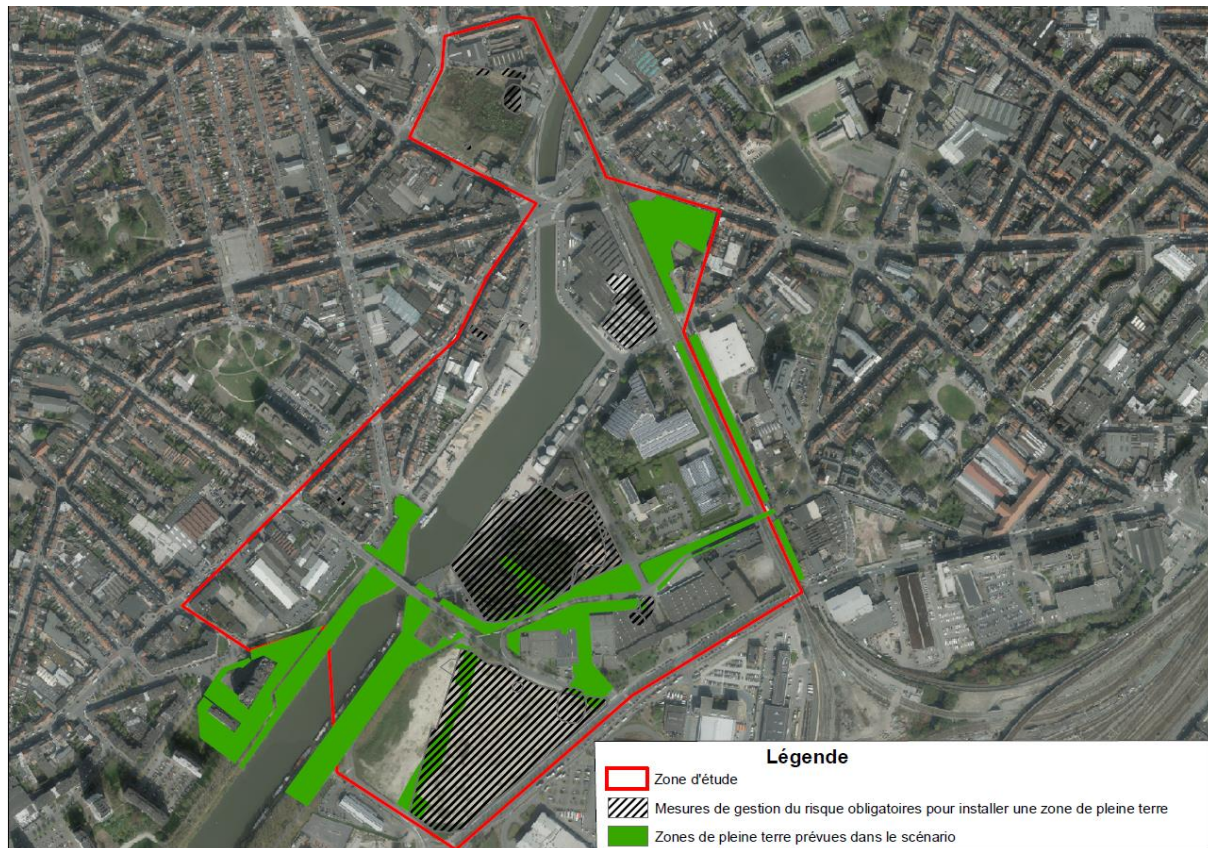 Légende
Zone d'étude
Mesures de gestion du risque obligatoires pour installer une zone de pleine terre
Zones de pleine terre prévues dans le scénario